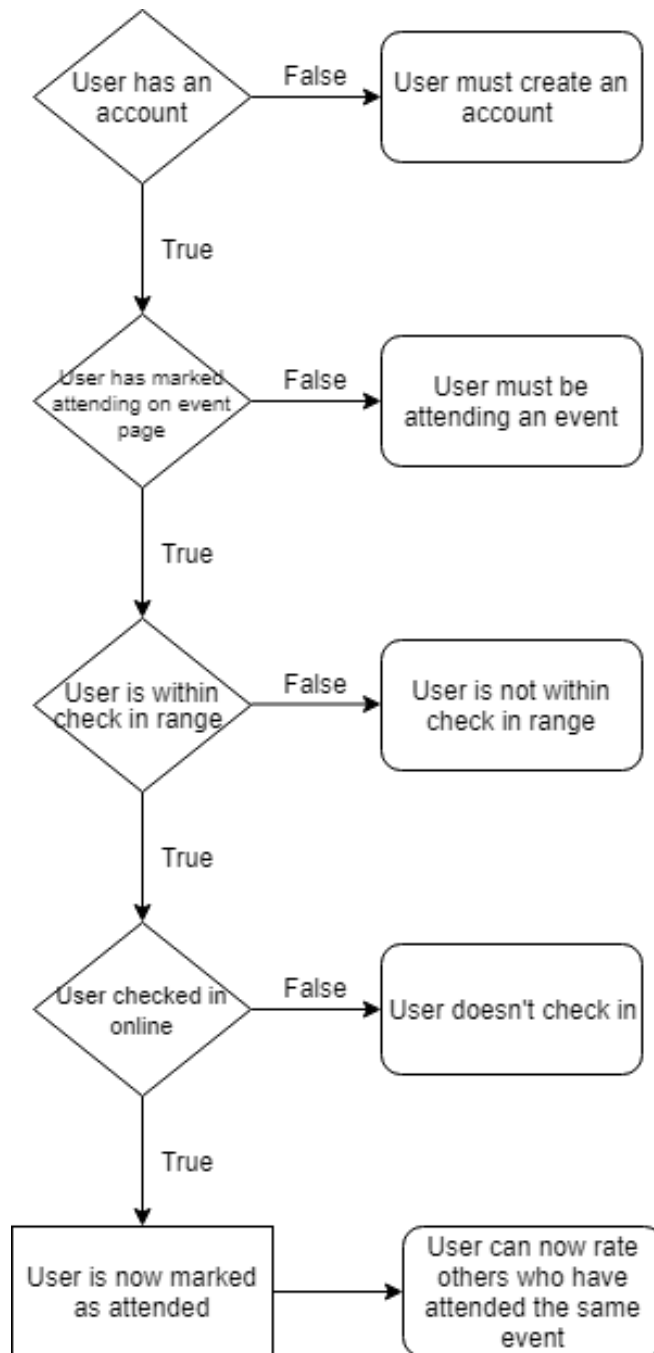 User has an
account
False
User must create an
account
True
User has marked
attending on event
page
False
User must be
attending an event
True
User is within
check in range
False
User is not within
check in range
True
User checked in
online
False
User doesn't check in
True
User is now marked
as attended
User can now rate
others who have
attended the same
event